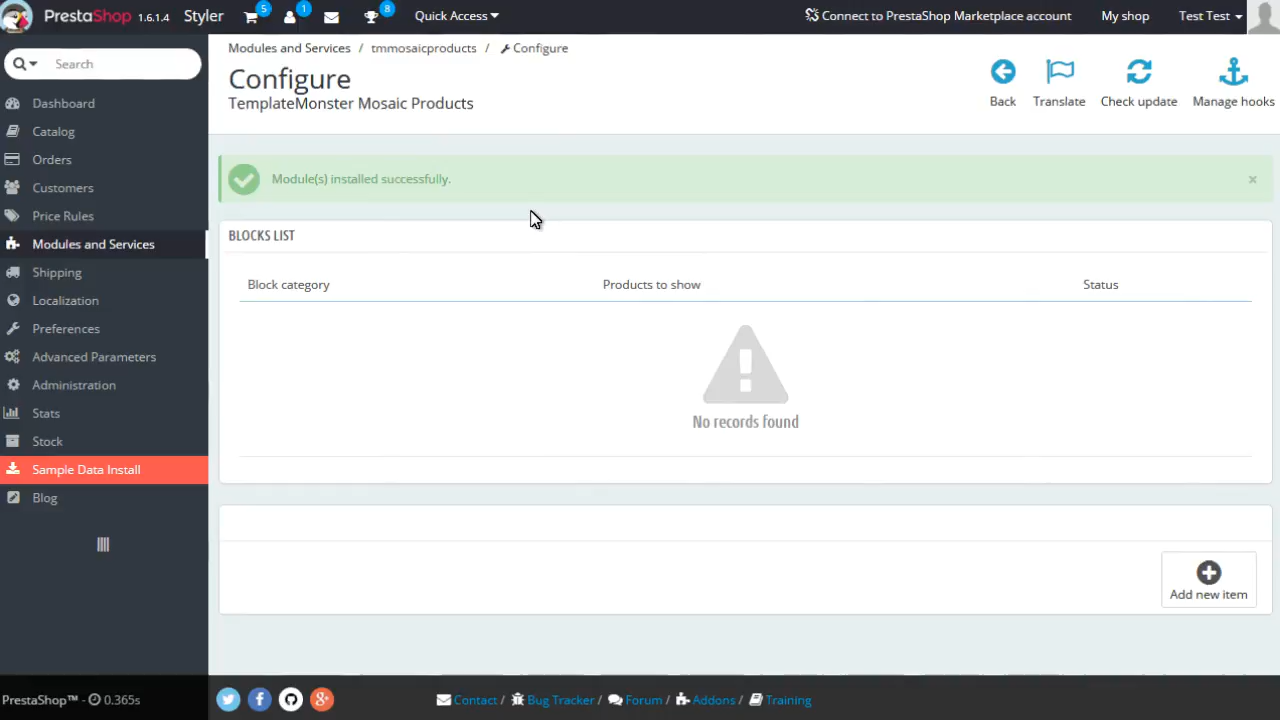 PrestaShop 1.6.1.4 Styler 5 1 8 Quick Access Connect to PrestaShop Marketplace account My shop Test Test
Search
Dashboard
Catalog
Orders
Customers
Price Rules
Modules and Services
Shipping
Localization
Preferences
Advanced Parameters
Administration
Stats
Stock
Sample Data Install
Blog
Modules and Services / tmmosaicproducts / Configure
Configure
TemplateMonster Mosaic Products
Back Translate Check update Manage hooks
Module(s) installed successfully. ×
BLOCKS LIST
Block category Products to show Status
No records found
Add new item
PrestaShop™ - 0.365s
Contact / Bug Tracker / Forum / Addons / Training